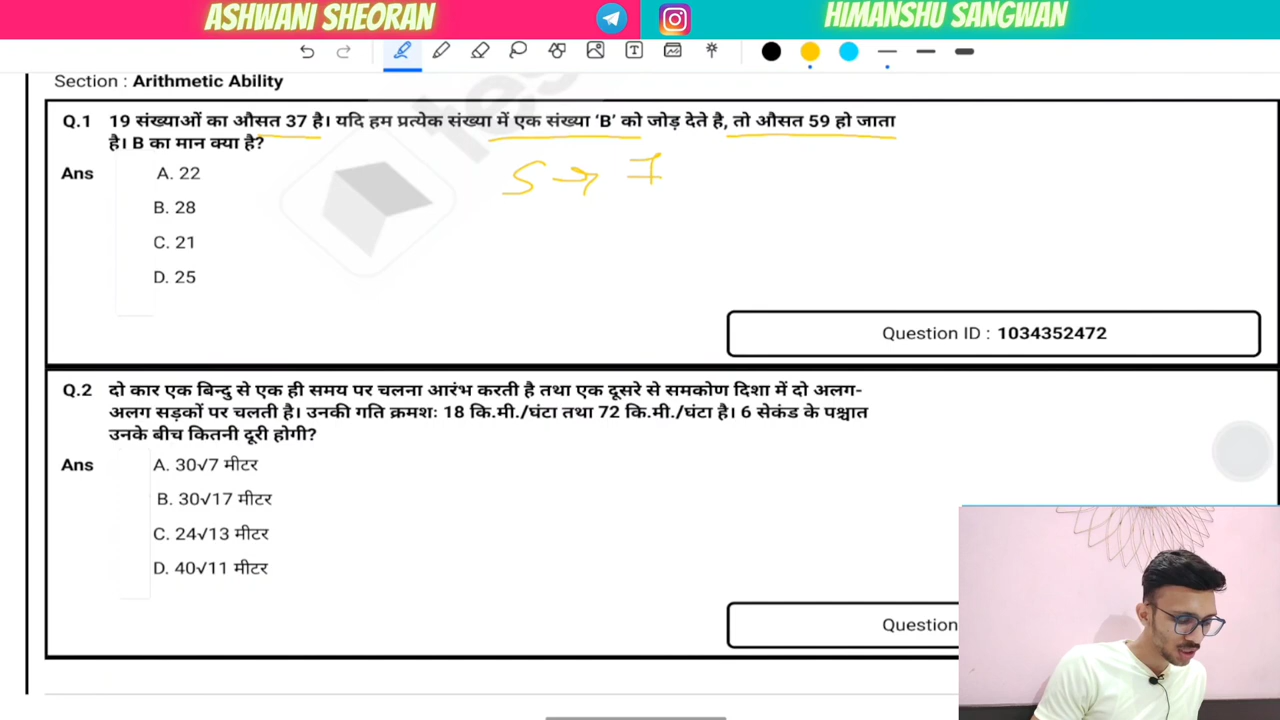 ASHWANI SHEORAN
HIMANSHU SANGWAN
T
Section : Arithmetic Ability
Q.1 19 संख्याओं का औसत 37 है। यदि हम प्रत्येक संख्या में एक संख्या ‘B’ को जोड़ देते है, तो औसत 59 हो जाता
है। B का मान क्या है?
5 → 7
Ans A. 22
B. 28
C. 21
D. 25
Question ID : 1034352472
Q.2 दो कार एक बिन्दु से एक ही समय पर चलना आरंभ करती है तथा एक दूसरे से समकोण दिशा में दो अलग-
अलग सड़कों पर चलती है। उनकी गति क्रमशः 18 कि.मी./घंटा तथा 72 कि.मी./घंटा है। 6 सेकंड के पश्चात
उनके बीच कितनी दूरी होगी?
Ans A. 30√7 मीटर
B. 30√17 मीटर
C. 24√13 मीटर
D. 40√11 मीटर
Question